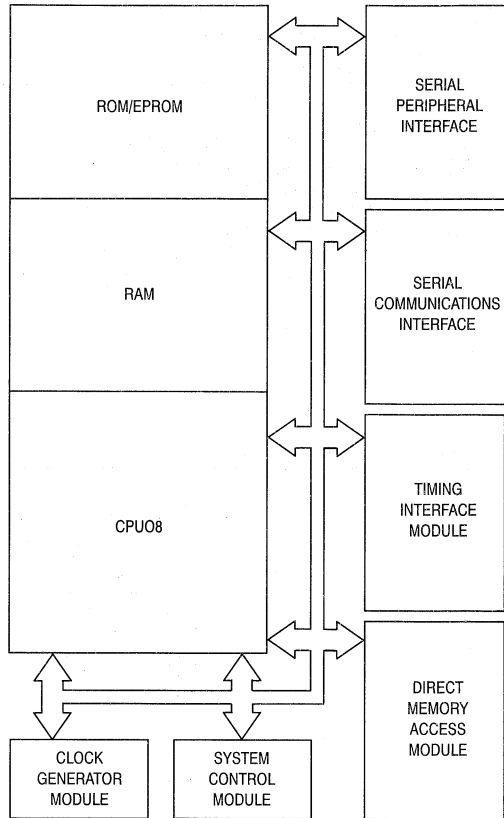 ROM/EPROM
SERIAL
PERIPHERAL
INTERFACE
RAM
SERIAL
COMMUNICATIONS
INTERFACE
CPUO8
TIMING
INTERFACE
MODULE
DIRECT
MEMORY
ACCESS
MODULE
CLOCK
GENERATOR
MODULE
SYSTEM
CONTROL
MODULE